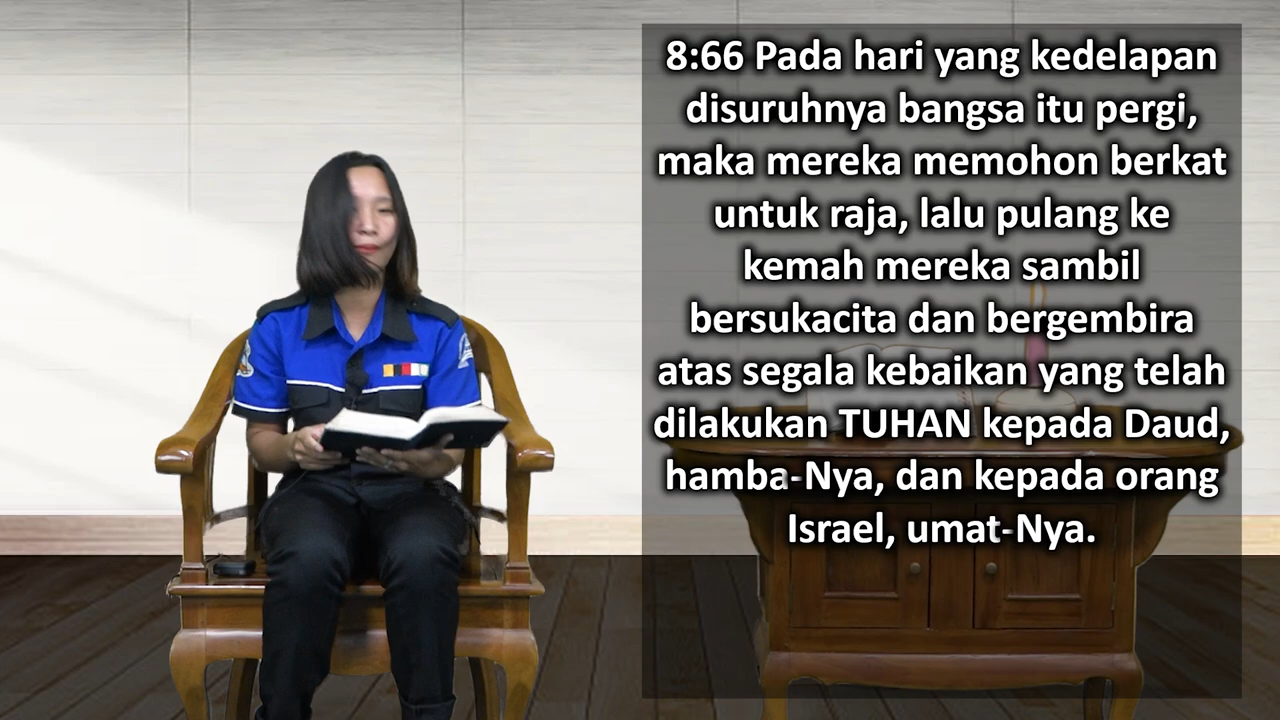 8:66 Pada hari yang kedelapan
disuruhnya bangsa itu pergi,
maka mereka memohon berkat
untuk raja, lalu pulang ke
kemah mereka sambil
bersukacita dan bergembira
atas segala kebaikan yang telah
dilakukan TUHAN kepada Daud,
hamba-Nya, dan kepada orang
Israel, umat-Nya.